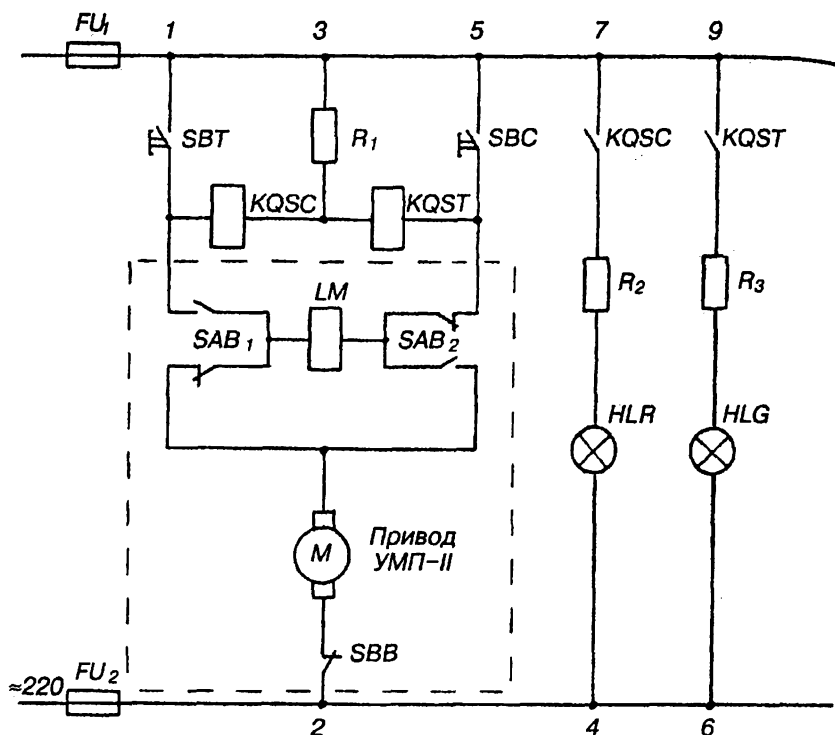 FU₁
1
3
5
7
9
SBT
R₁
SBC
KQSC
KQST
KQSC
KQST
LM
R₂
R₃
SAB₁
SAB₂
HLR
HLG
M
Привод
УМП-II
SBB
≈220
FU₂
2
4
6